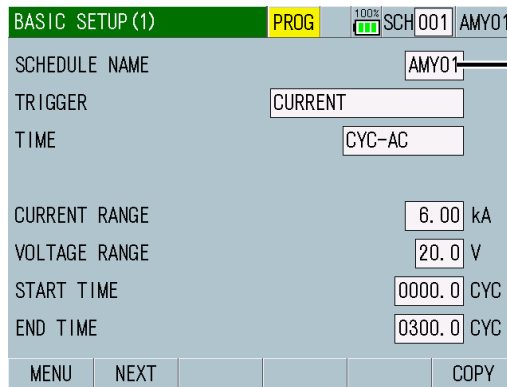 BASIC SETUP(1) PROG 100% SCH 001 AMY01
SCHEDULE NAME AMY01
TRIGGER CURRENT
TIME CYC-AC
CURRENT RANGE 6.00 kA
VOLTAGE RANGE 20.0 V
START TIME 0000.0 CYC
END TIME 0300.0 CYC
MENU NEXT COPY